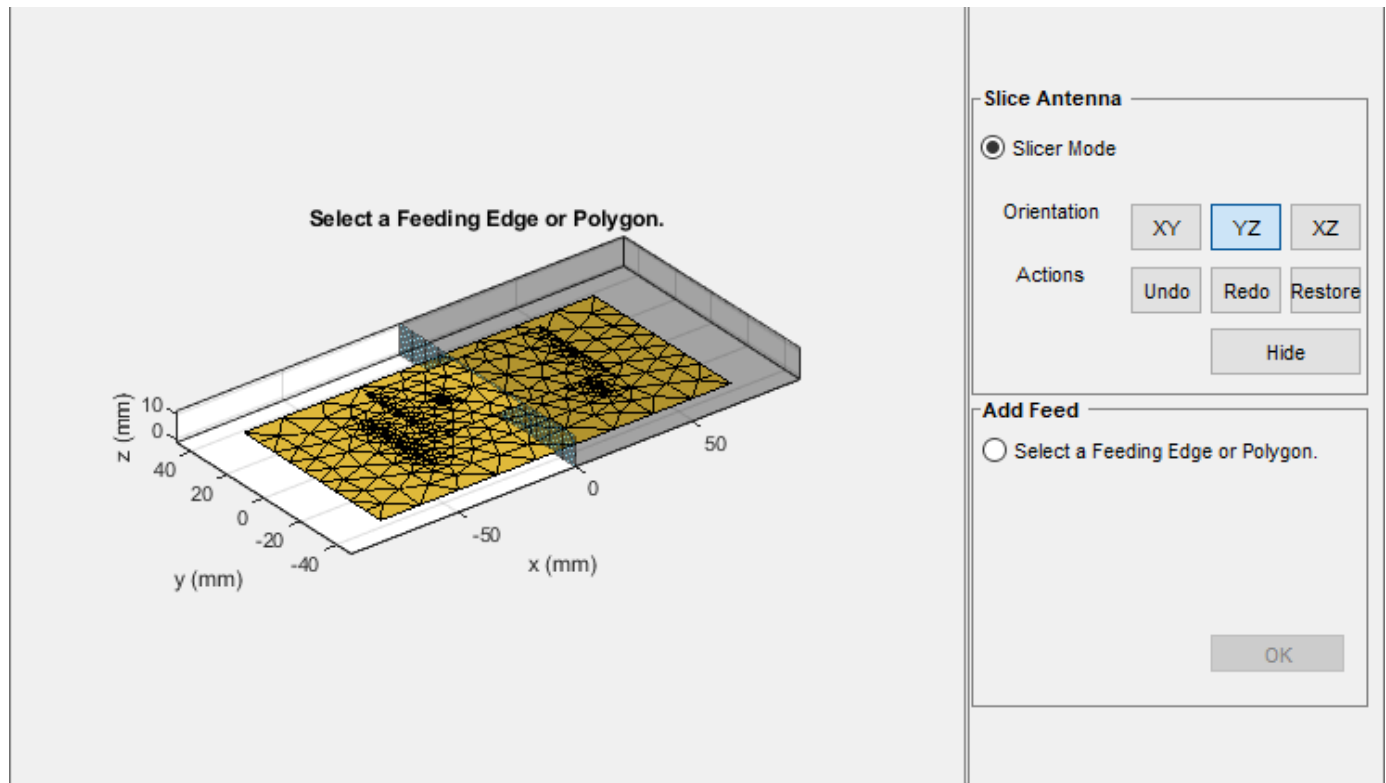 Select a Feeding Edge or Polygon.
z (mm)
10
0
40
20
0
-20
-40
y (mm)
-50
0
50
x (mm)
Slice Antenna
Slicer Mode
Orientation
XY YZ XZ
Actions
Undo Redo Restore
Hide
Add Feed
Select a Feeding Edge or Polygon.
OK